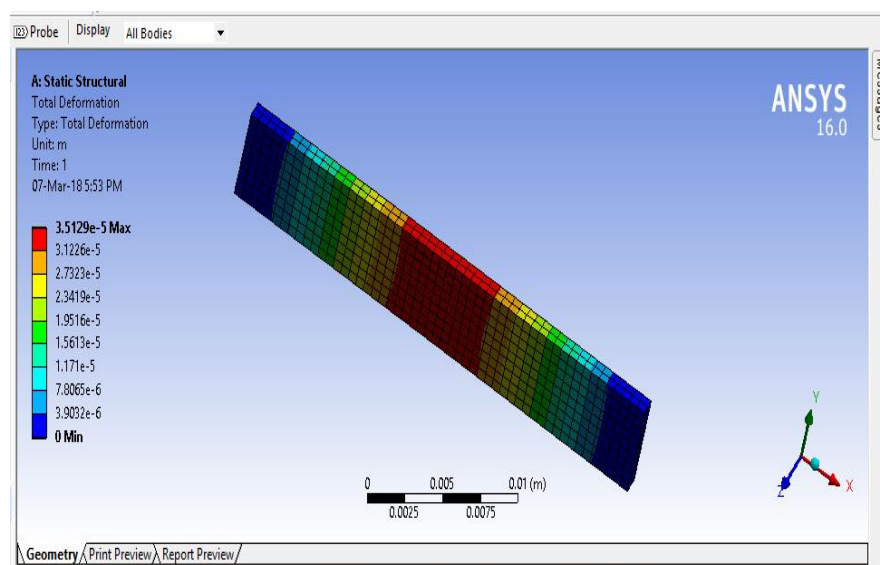 Probe Display All Bodies
A: Static Structural
Total Deformation
Type: Total Deformation
Unit: m
Time: 1
07-Mar-18 5:53 PM
3.5129e-5 Max
3.1226e-5
2.7323e-5
2.3419e-5
1.9516e-5
1.5613e-5
1.171e-5
7.8065e-6
3.9032e-6
0 Min
ANSYS
16.0
Messages
0 0.005 0.01 (m)
0.0025 0.0075
Y
X
Z
Geometry Print Preview Report Preview